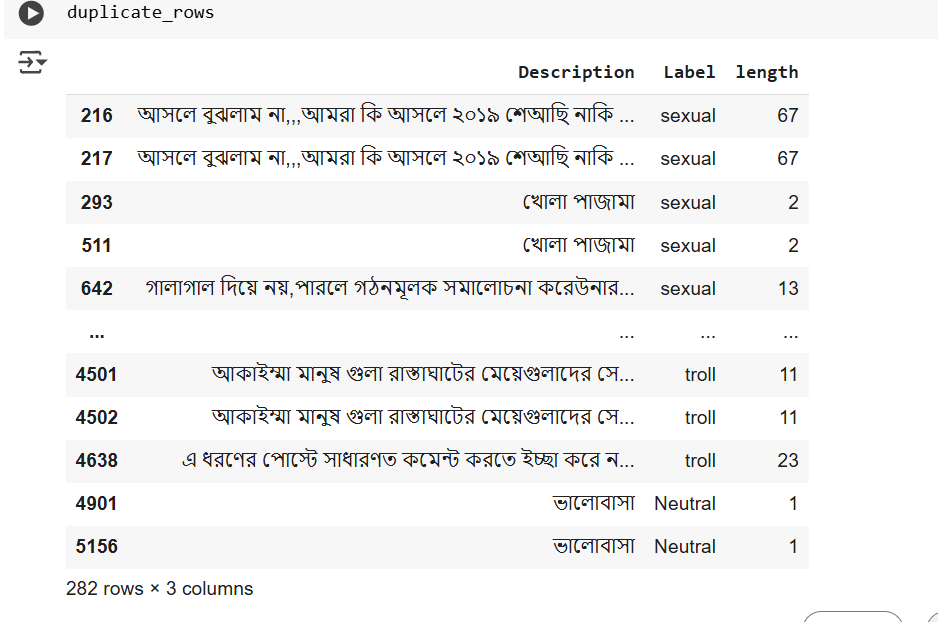 duplicate_rows
Description Label length
216 আসলে বুঝলাম না,,,আমরা কি আসলে ২০১৯ শেআছি নাকি ... sexual 67
217 আসলে বুঝলাম না,,,আমরা কি আসলে ২০১৯ শেআছি নাকি ... sexual 67
293 খোলা পাজামা sexual 2
511 খোলা পাজামা sexual 2
642 গালাগাল দিয়ে নয়,পারলে গঠনমূলক সমালোচনা করেউনার... sexual 13
... ... ... ...
4501 আকাইম্মা মানুষ গুলা রাস্তাঘাটের মেয়েগুলাদের সে... troll 11
4502 আকাইম্মা মানুষ গুলা রাস্তাঘাটের মেয়েগুলাদের সে... troll 11
4638 এ ধরণের পোস্টে সাধারণত কমেন্ট করতে ইচ্ছা করে ন... troll 23
4901 ভালোবাসা Neutral 1
5156 ভালোবাসা Neutral 1
282 rows × 3 columns